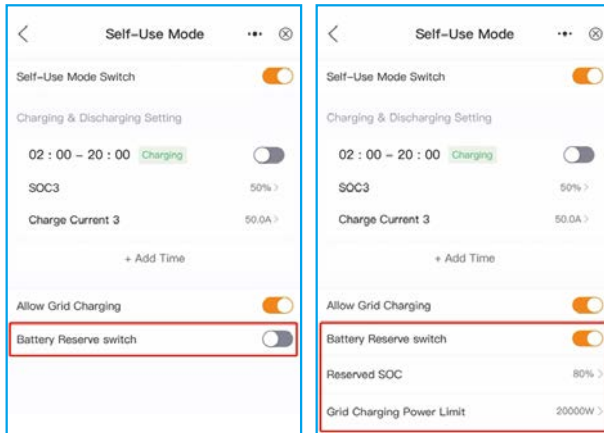 Self-Use Mode
Self-Use Mode Switch
Charging & Discharging Setting
02 : 00 - 20 : 00 Charging
SOC3 50% >
Charge Current 3 50.0A >
+ Add Time
Allow Grid Charging
Battery Reserve switch
Self-Use Mode
Self-Use Mode Switch
Charging & Discharging Setting
02 : 00 - 20 : 00 Charging
SOC3 50% >
Charge Current 3 50.0A >
+ Add Time
Allow Grid Charging
Battery Reserve switch
Reserved SOC 80% >
Grid Charging Power Limit 20000W >